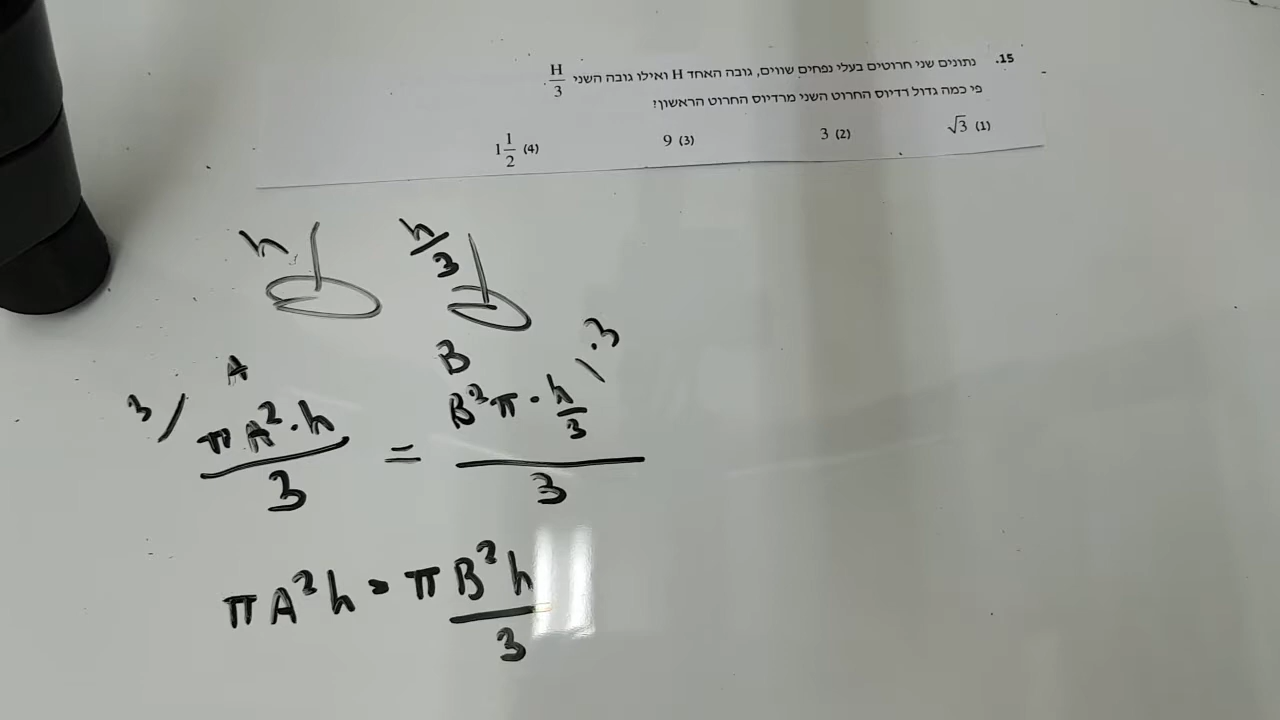 15. נתונים שני חרוטים בעלי נפחים שווים, גובה האחד H ואילו גובה השני H/3.
פי כמה גדול רדיוס החרוט השני מרדיוס החרוט הראשון?
(1) √3 (2) 3 (3) 9 (4) 1 1/2
h h/3
A B
3/ πA²·h/3 = B²π·h/3/3 /·3
πA²h = πB²h/3